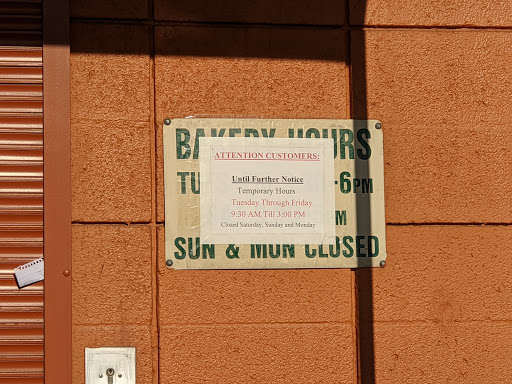 BAKERY HOURS
ATTENTION CUSTOMERS:
Until Further Notice
TU -6PM
Temporary Hours
Tuesday Through Friday
9:30 AM Till 3:00 PM
M
Closed Saturday, Sunday and Monday
SUN & MON CLOSED